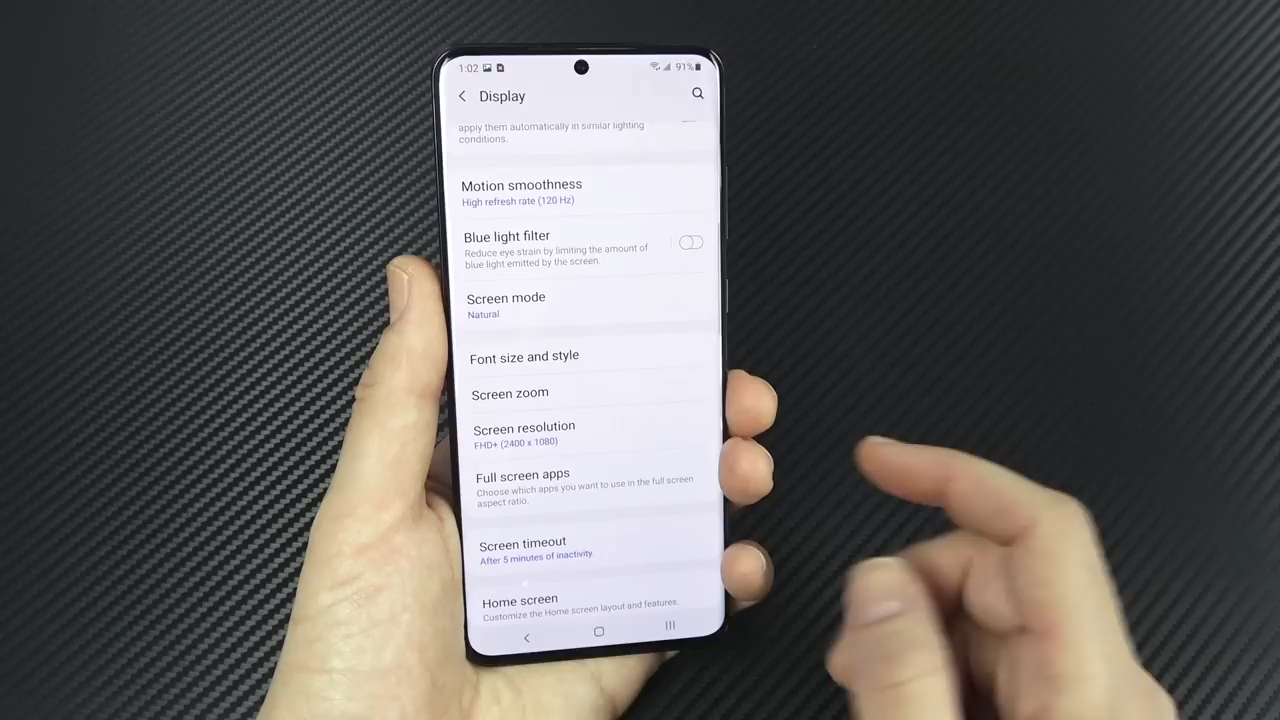 1:02
91%
Display
apply them automatically in similar lighting
conditions.
Motion smoothness
High refresh rate (120 Hz)
Blue light filter
Reduce eye strain by limiting the amount of
blue light emitted by the screen.
Screen mode
Natural
Font size and style
Screen zoom
Screen resolution
FHD+ (2400 x 1080)
Full screen apps
Choose which apps you want to use in the full screen
aspect ratio.
Screen timeout
After 5 minutes of inactivity.
Home screen
Customize the Home screen layout and features.